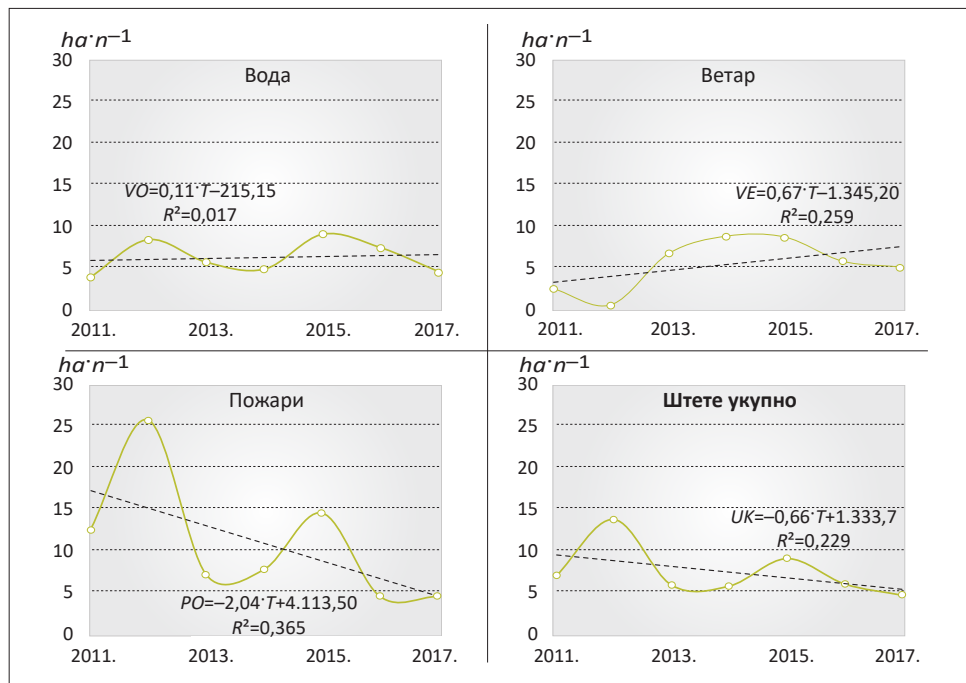 ha·n–1
30
Вода
25
20
15
VO=0,11·T–215,15
R²=0,017
10
5
0
2011. 2013. 2015. 2017.
ha·n–1
30
Ветар
25
20
15
VE=0,67·T–1.345,20
R²=0,259
10
5
0
2011. 2013. 2015. 2017.
ha·n–1
30
Пожари
25
20
15
10
5
PO=–2,04·T+4.113,50
R²=0,365
0
2011. 2013. 2015. 2017.
ha·n–1
30
Штете укупно
25
20
15
UK=–0,66·T+1.333,7
R²=0,229
10
5
0
2011. 2013. 2015. 2017.